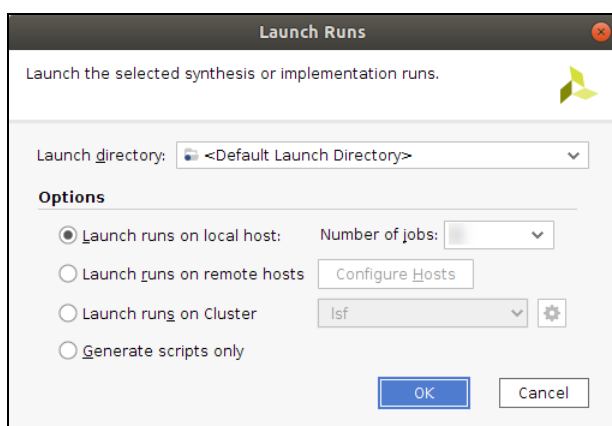 Launch Runs
Launch the selected synthesis or implementation runs.
Launch directory: <Default Launch Directory>
Options
Launch runs on local host: Number of jobs:
Launch runs on remote hosts Configure Hosts
Launch runs on Cluster lsf
Generate scripts only
OK Cancel